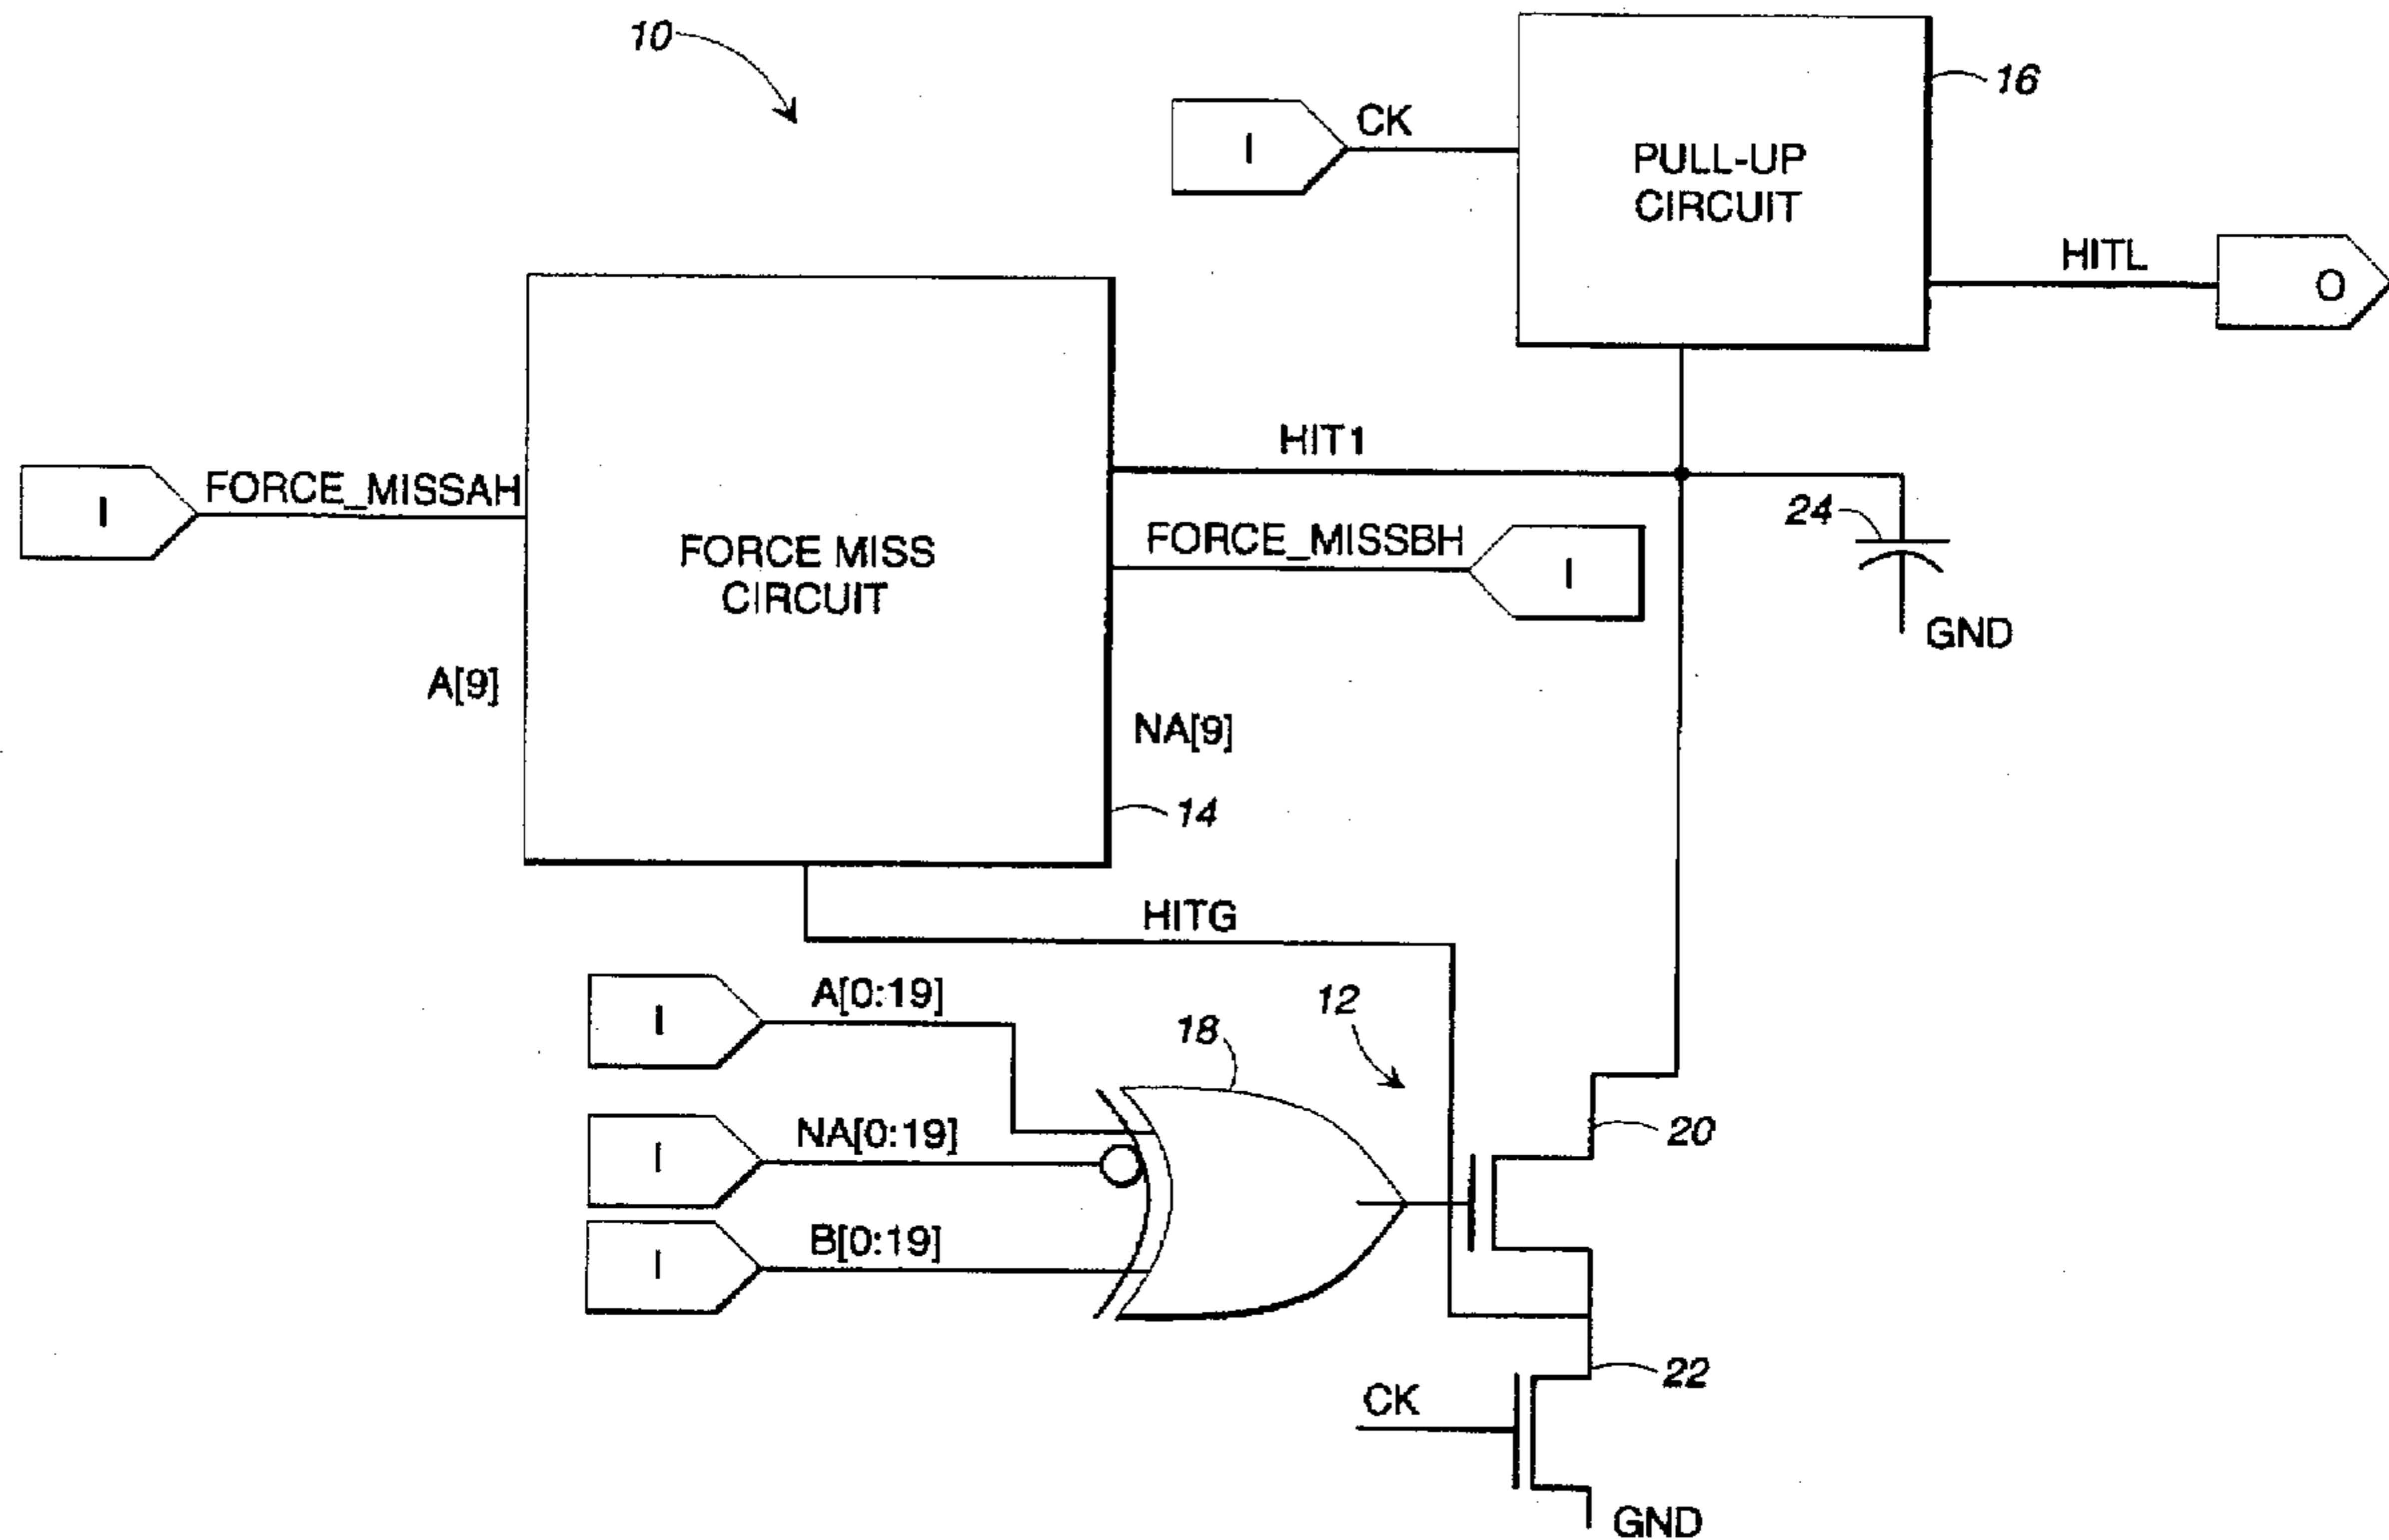 10
16
I
CK
PULL-UP
CIRCUIT
HITL
O
HIT1
I
FORCE_MISSAH
FORCE MISS
CIRCUIT
FORCE_MISSBH
I
24
GND
A[9]
NA[9]
14
HITG
I
A[0:19]
12
18
I
NA[0:19]
20
I
B[0:19]
22
CK
GND